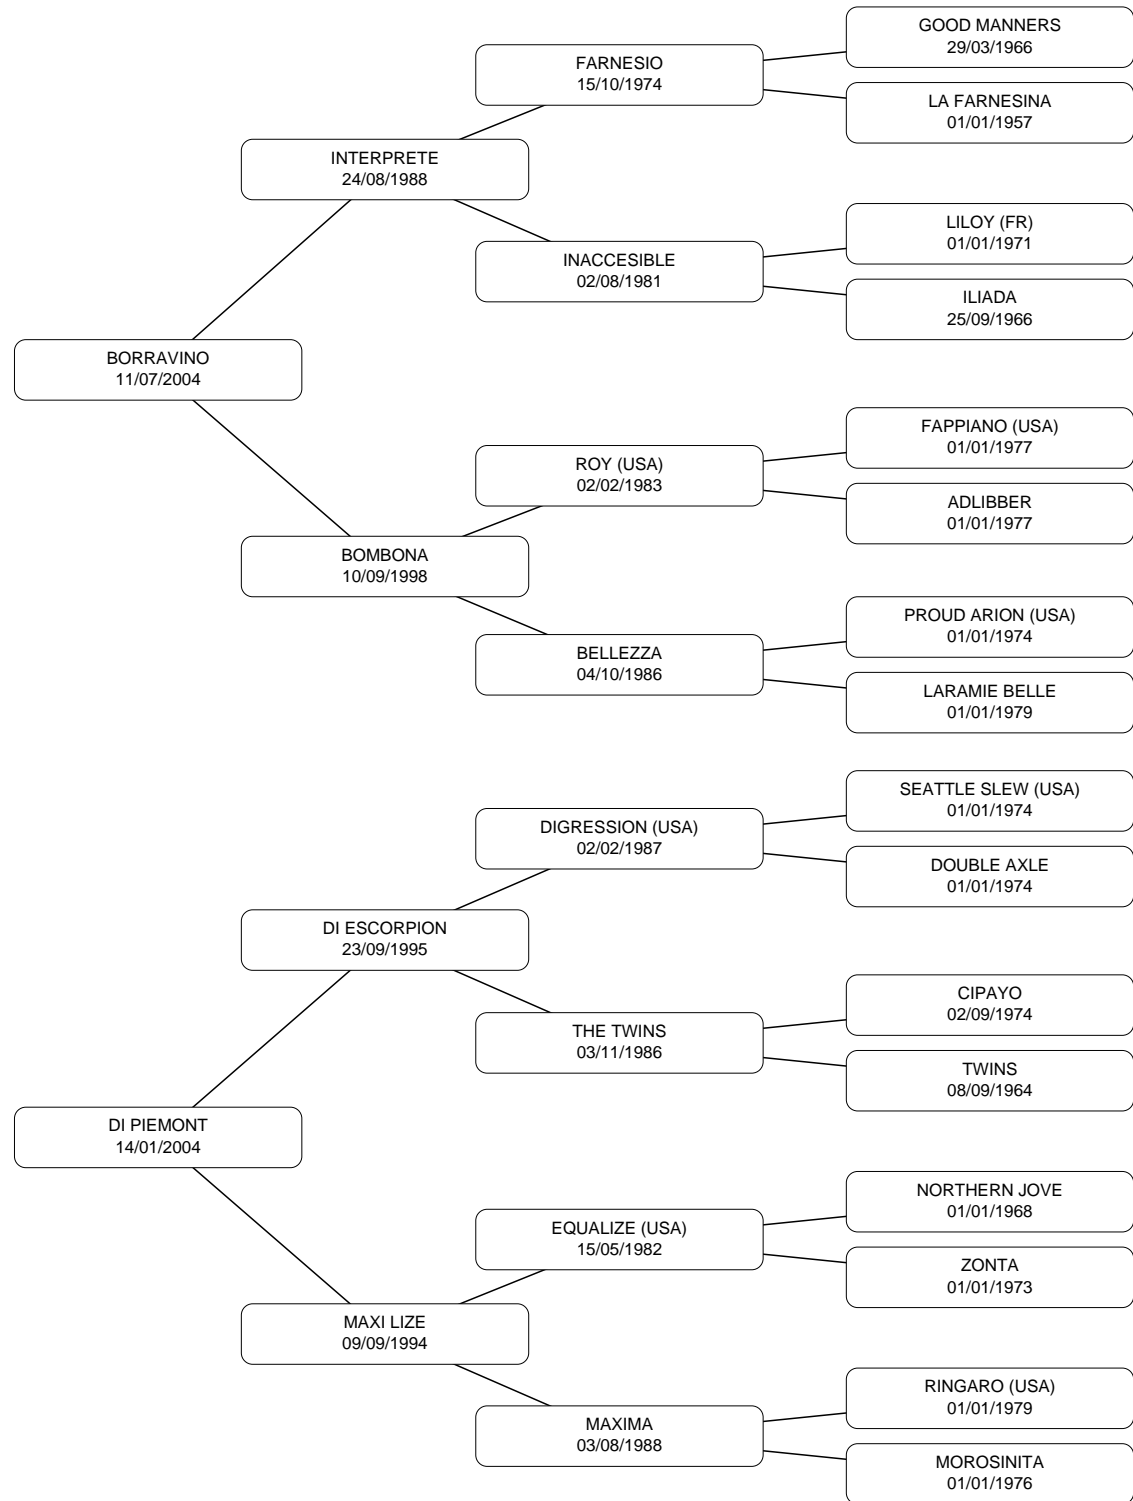 GOOD MANNERS
29/03/1966
FARNESIO
15/10/1974
LA FARNESINA
01/01/1957
INTERPRETE
24/08/1988
LILOY (FR)
01/01/1971
INACCESIBLE
02/08/1981
ILIADA
25/09/1966
BORRAVINO
11/07/2004
FAPPIANO (USA)
01/01/1977
ROY (USA)
02/02/1983
ADLIBBER
01/01/1977
BOMBONA
10/09/1998
PROUD ARION (USA)
01/01/1974
BELLEZZA
04/10/1986
LARAMIE BELLE
01/01/1979
SEATTLE SLEW (USA)
01/01/1974
DIGRESSION (USA)
02/02/1987
DOUBLE AXLE
01/01/1974
DI ESCORPION
23/09/1995
CIPAYO
02/09/1974
THE TWINS
03/11/1986
TWINS
08/09/1964
DI PIEMONT
14/01/2004
NORTHERN JOVE
01/01/1968
EQUALIZE (USA)
15/05/1982
ZONTA
01/01/1973
MAXI LIZE
09/09/1994
RINGARO (USA)
01/01/1979
MAXIMA
03/08/1988
MOROSINITA
01/01/1976